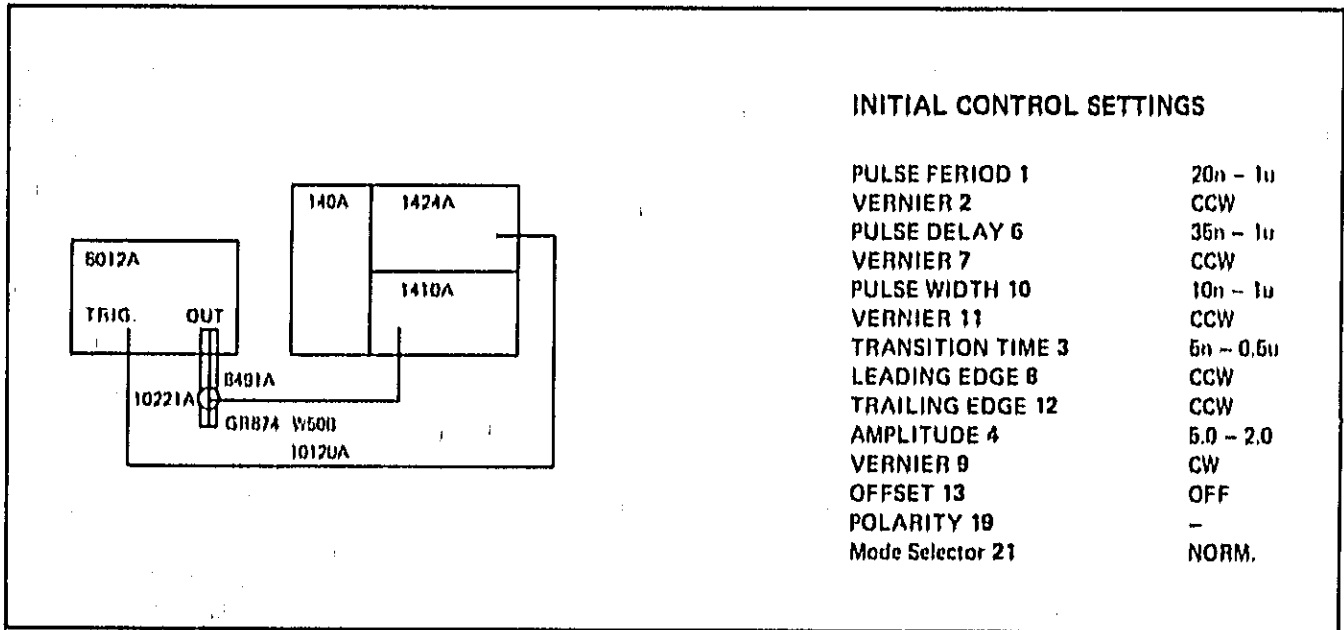 INITIAL CONTROL SETTINGS
PULSE PERIOD 1 20n – 1u
VERNIER 2 CCW
PULSE DELAY 6 35n – 1u
VERNIER 7 CCW
PULSE WIDTH 10 10n – 1u
VERNIER 11 CCW
TRANSITION TIME 3 5n – 0.5u
LEADING EDGE 8 CCW
TRAILING EDGE 12 CCW
AMPLITUDE 4 5.0 – 2.0
VERNIER 9 CW
OFFSET 13 OFF
POLARITY 19 –
Mode Selector 21 NORM.
140A 1424A
8012A
1410A
TRIG. OUT
8491A
10221A
GR874 W50B
10120A